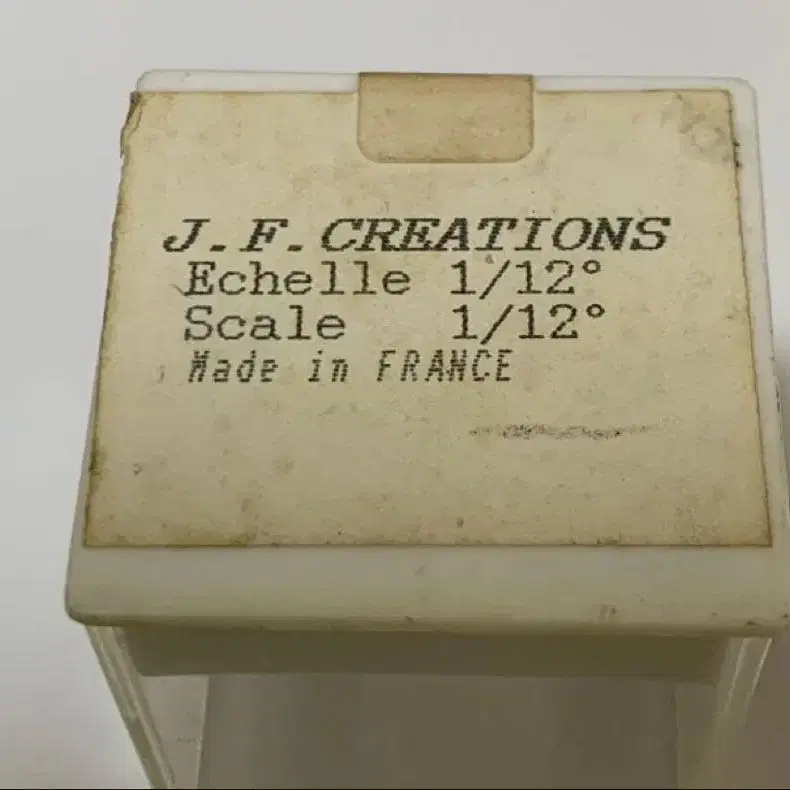 J.F.CREATIONS
Echelle 1/12°
Scale 1/12°
Made in FRANCE